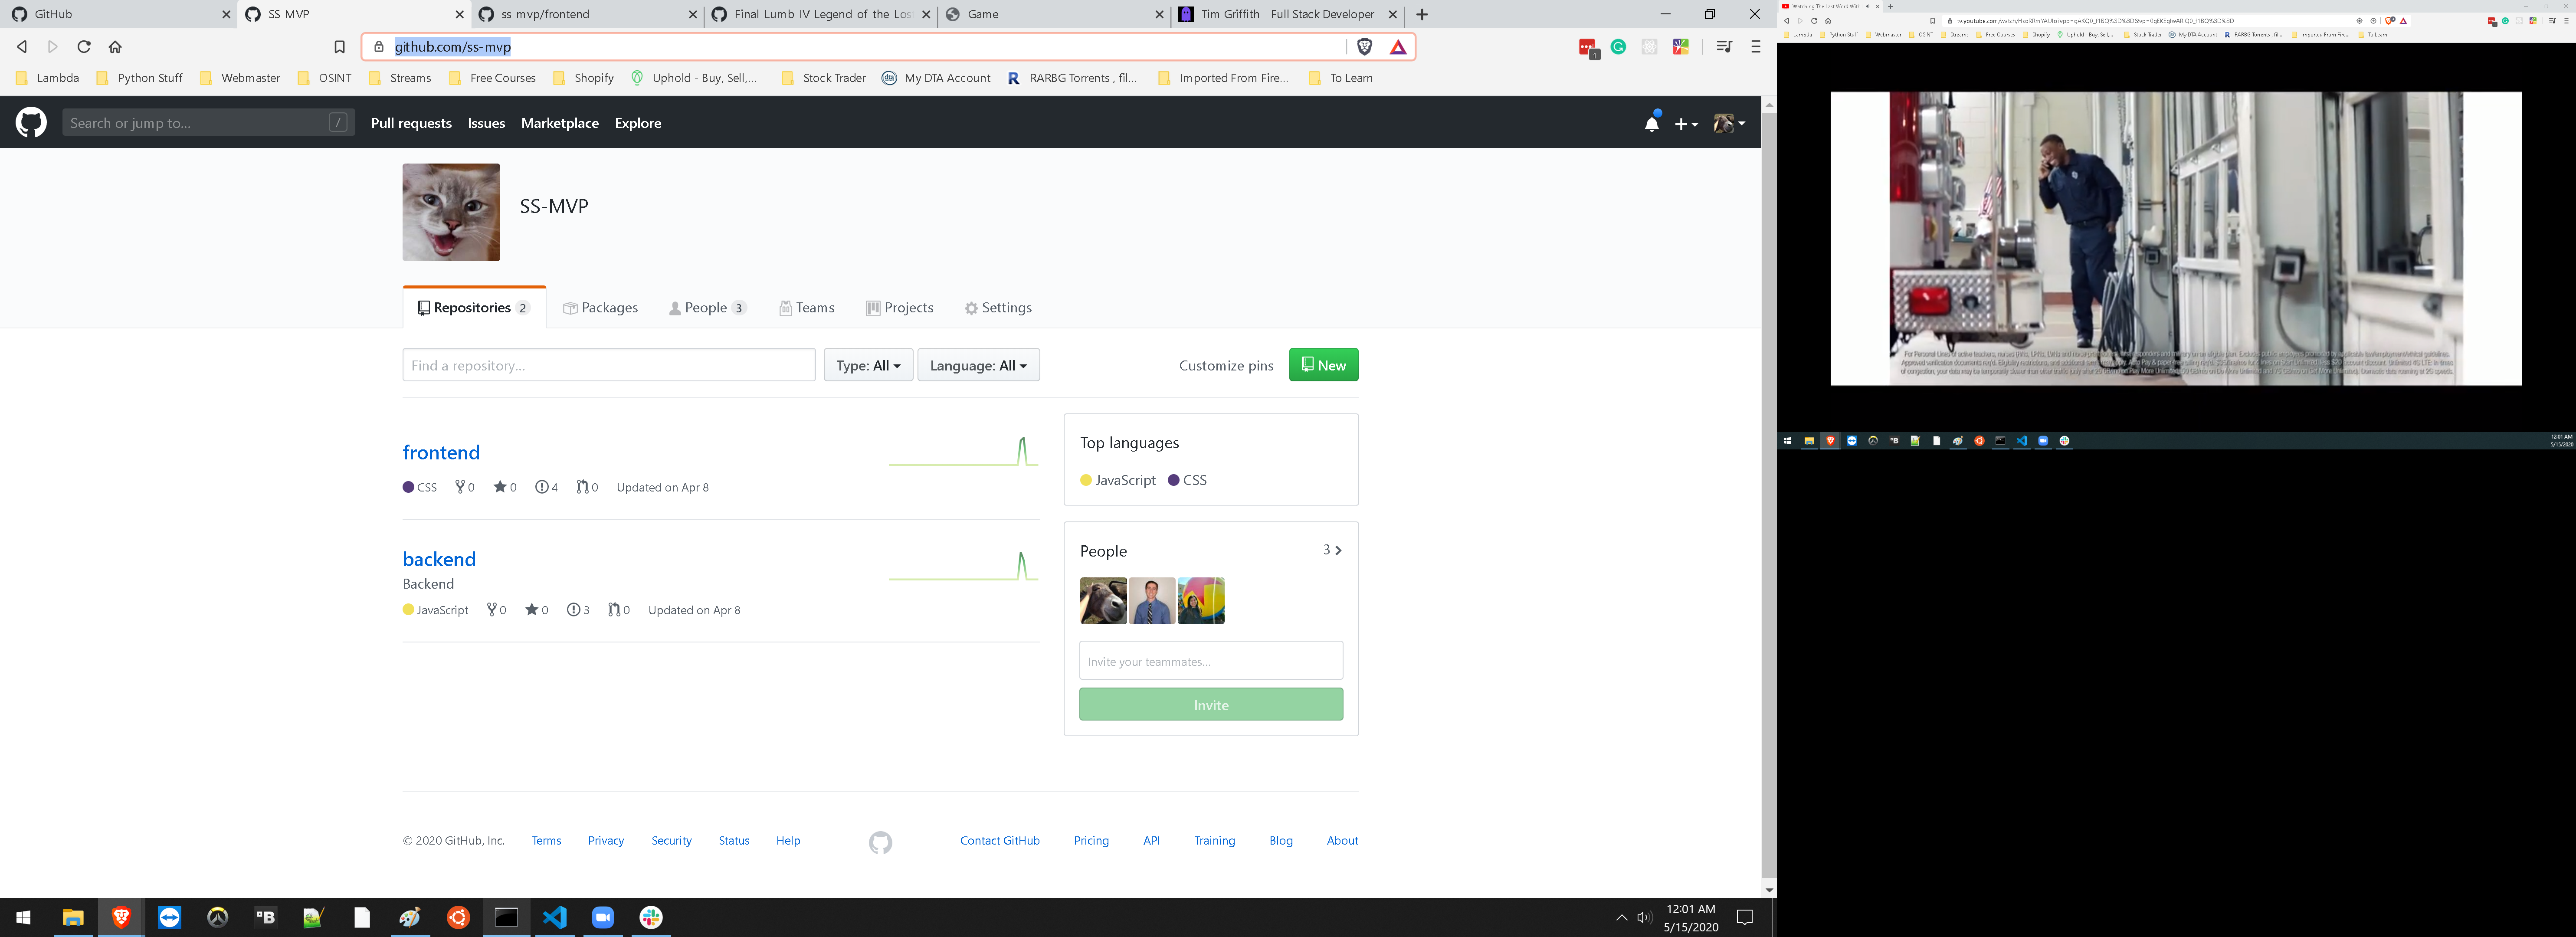 GitHub
SS-MVP
ss-mvp/frontend
Final-Lumb-IV-Legend-of-the-Los
Game
Tim Griffith - Full Stack Developer
github.com/ss-mvp
1
Lambda
Python Stuff
Webmaster
OSINT
Streams
Free Courses
Shopify
Uphold - Buy, Sell,...
Stock Trader
My DTA Account
RARBG Torrents , fil...
Imported From Fire...
To Learn
Search or jump to...
/
Pull requests
Issues
Marketplace
Explore
SS-MVP
Repositories 2
Packages
People 3
Teams
Projects
Settings
Find a repository...
Type: All
Language: All
Customize pins
New
frontend
CSS 0 0 4 0 Updated on Apr 8
backend
Backend
JavaScript 0 0 3 0 Updated on Apr 8
Top languages
JavaScript CSS
People 3
Invite your teammates...
Invite
© 2020 GitHub, Inc.
Terms
Privacy
Security
Status
Help
Contact GitHub
Pricing
API
Training
Blog
About
12:01 AM
5/15/2020
Watching The Last Word With
Lambda
Python Stuff
Webmaster
OSINT
Streams
Free Courses
Shopify
Uphold - Buy, Sell,...
Stock Trader
My DTA Account
RARBG Torrents , fil...
Imported From Fire...
To Learn
12:01 AM
5/15/2020